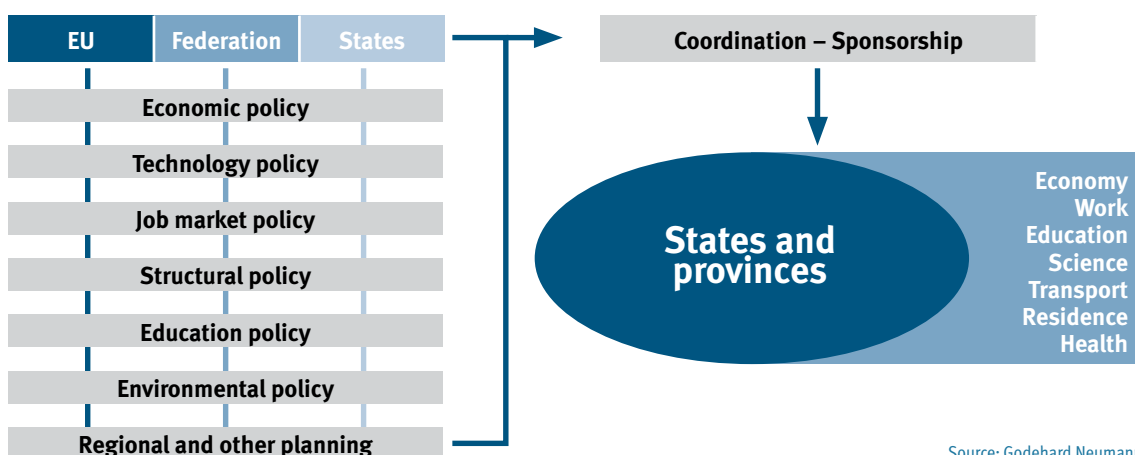 EU
Federation
States
Economic policy
Technology policy
Job market policy
Structural policy
Education policy
Environmental policy
Regional and other planning
Coordination – Sponsorship
States and
provinces
Economy
Work
Education
Science
Transport
Residence
Health
Source: Godehard Neuman